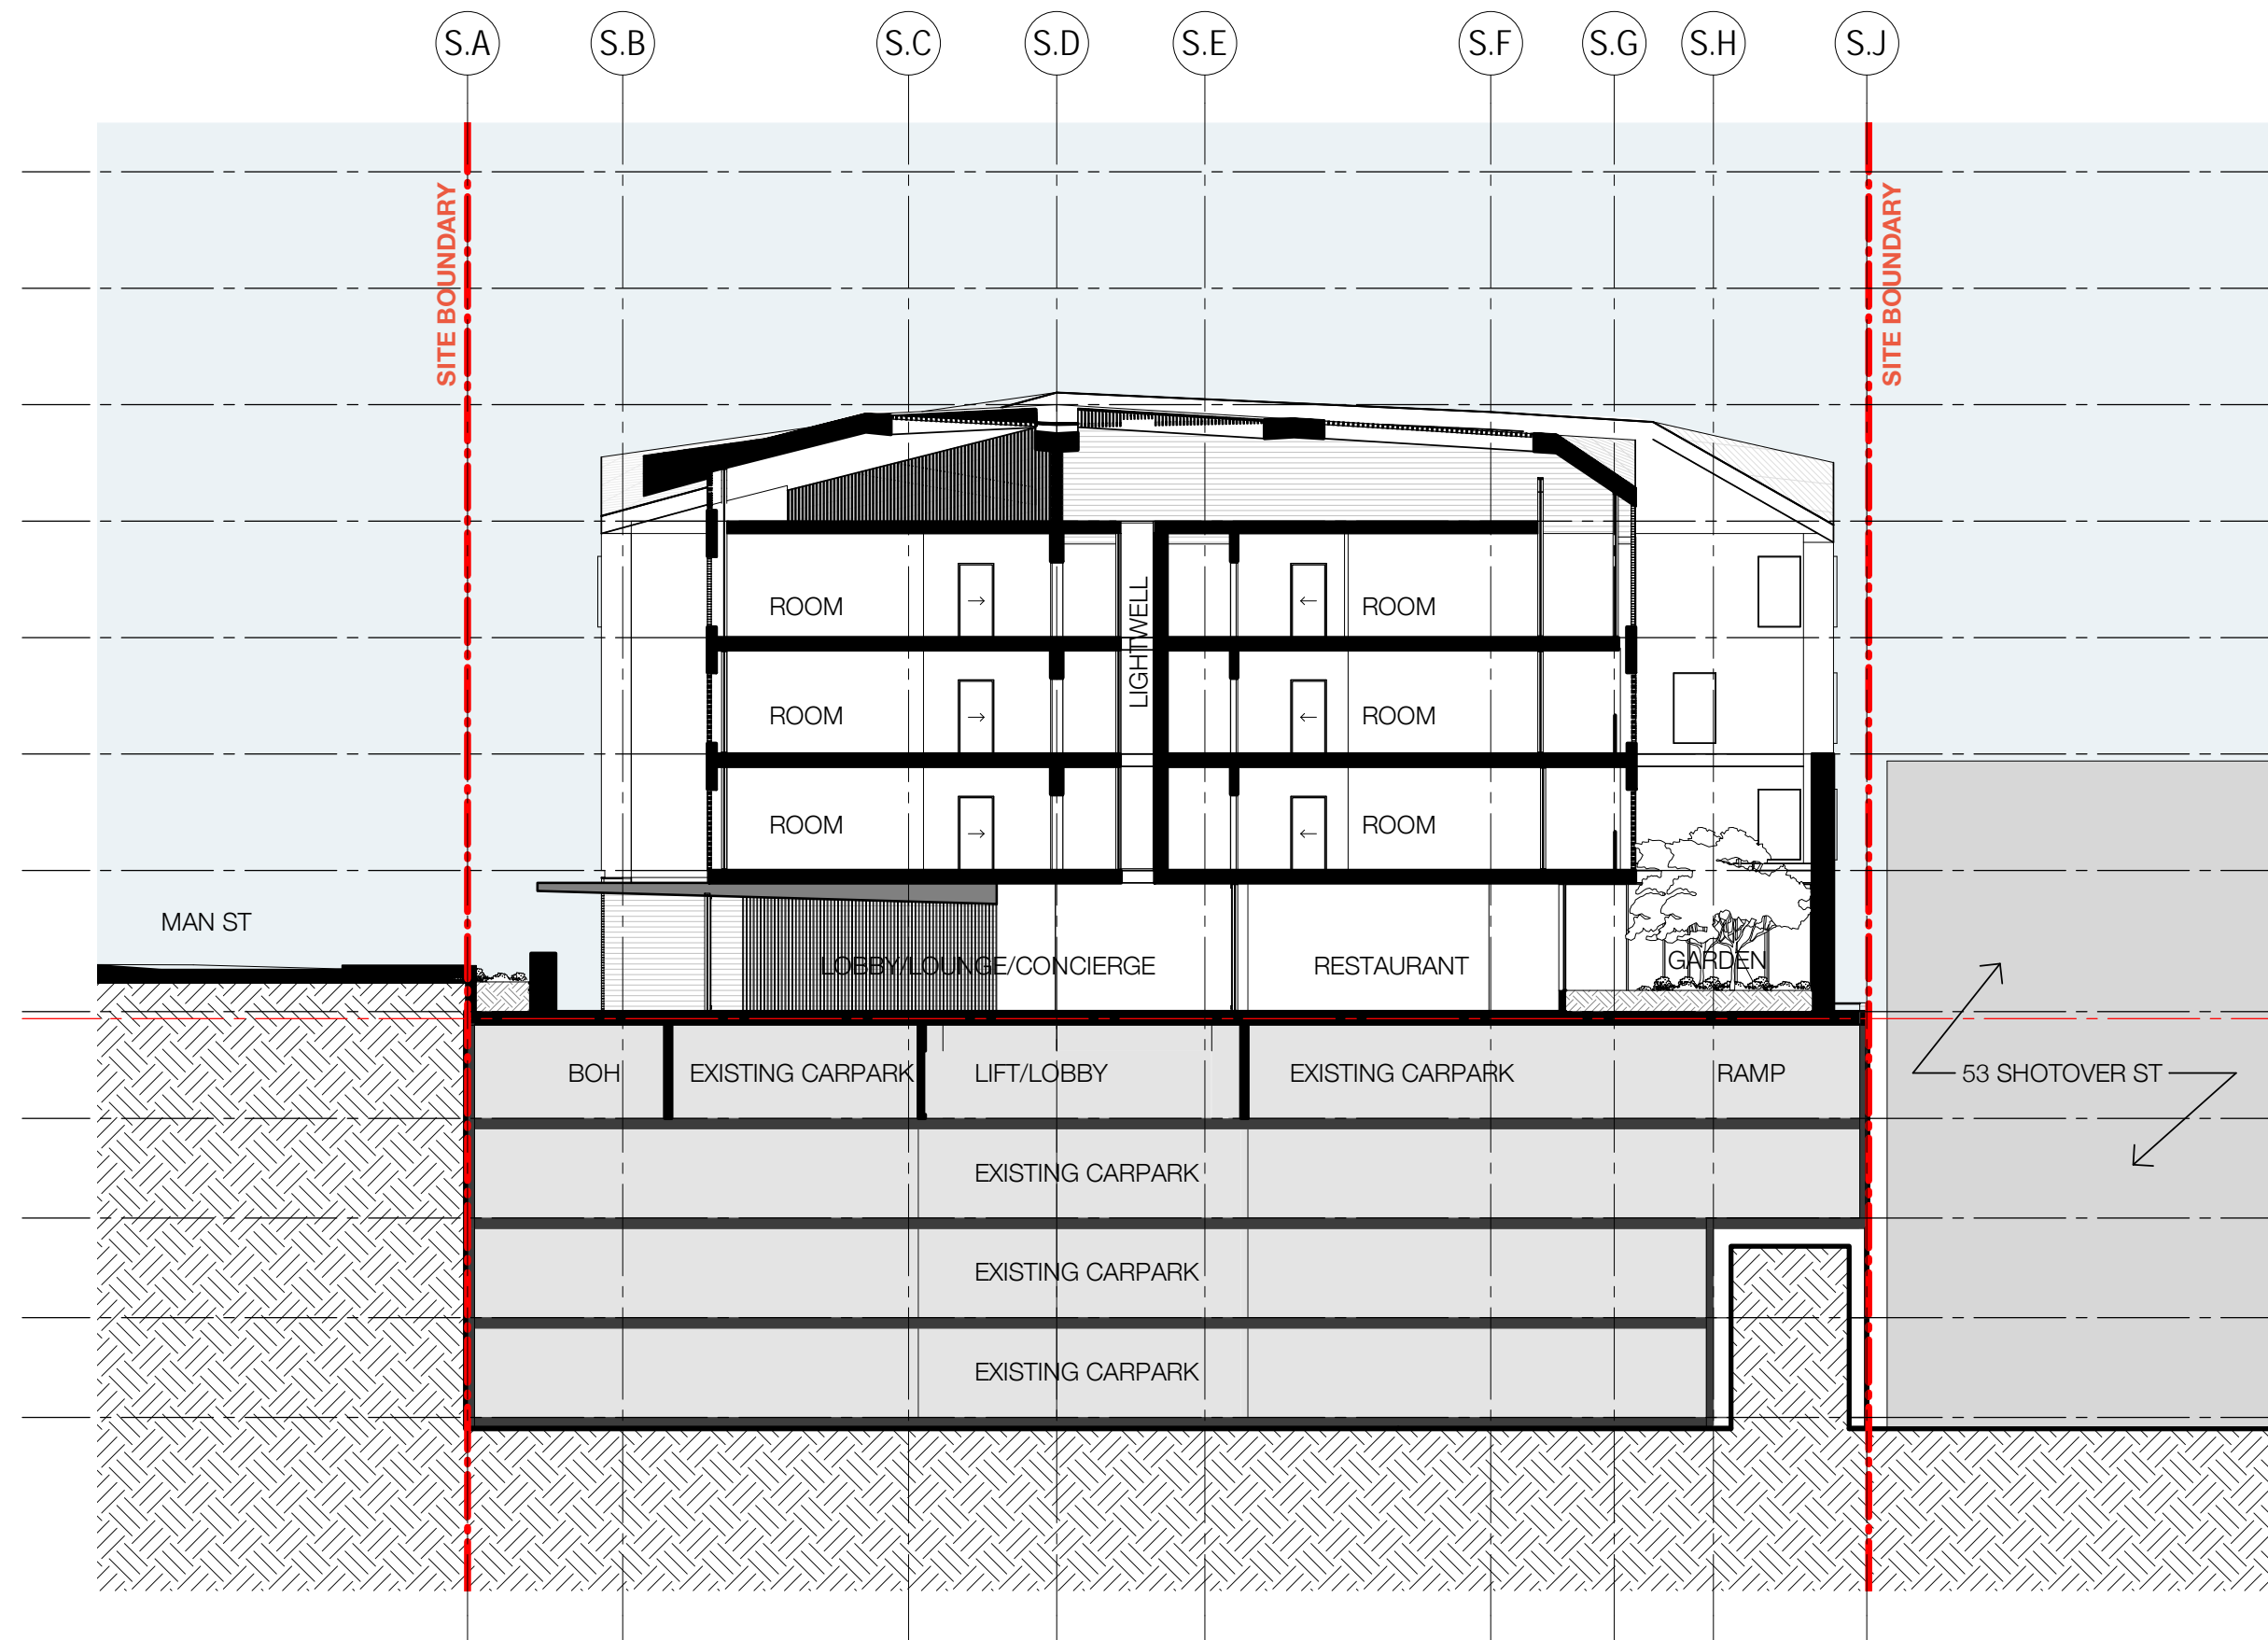 S.A
S.B
S.C
S.D
S.E
S.F
S.G
S.H
S.J
SITE BOUNDARY
SITE BOUNDARY
ROOM
ROOM
LIGHTWELL
ROOM
ROOM
ROOM
ROOM
MAN ST
LOBBY/LOUNGE/CONCIERGE
RESTAURANT
GARDEN
BOH
EXISTING CARPARK
LIFT/LOBBY
EXISTING CARPARK
RAMP
53 SHOTOVER ST
EXISTING CARPARK
EXISTING CARPARK
EXISTING CARPARK